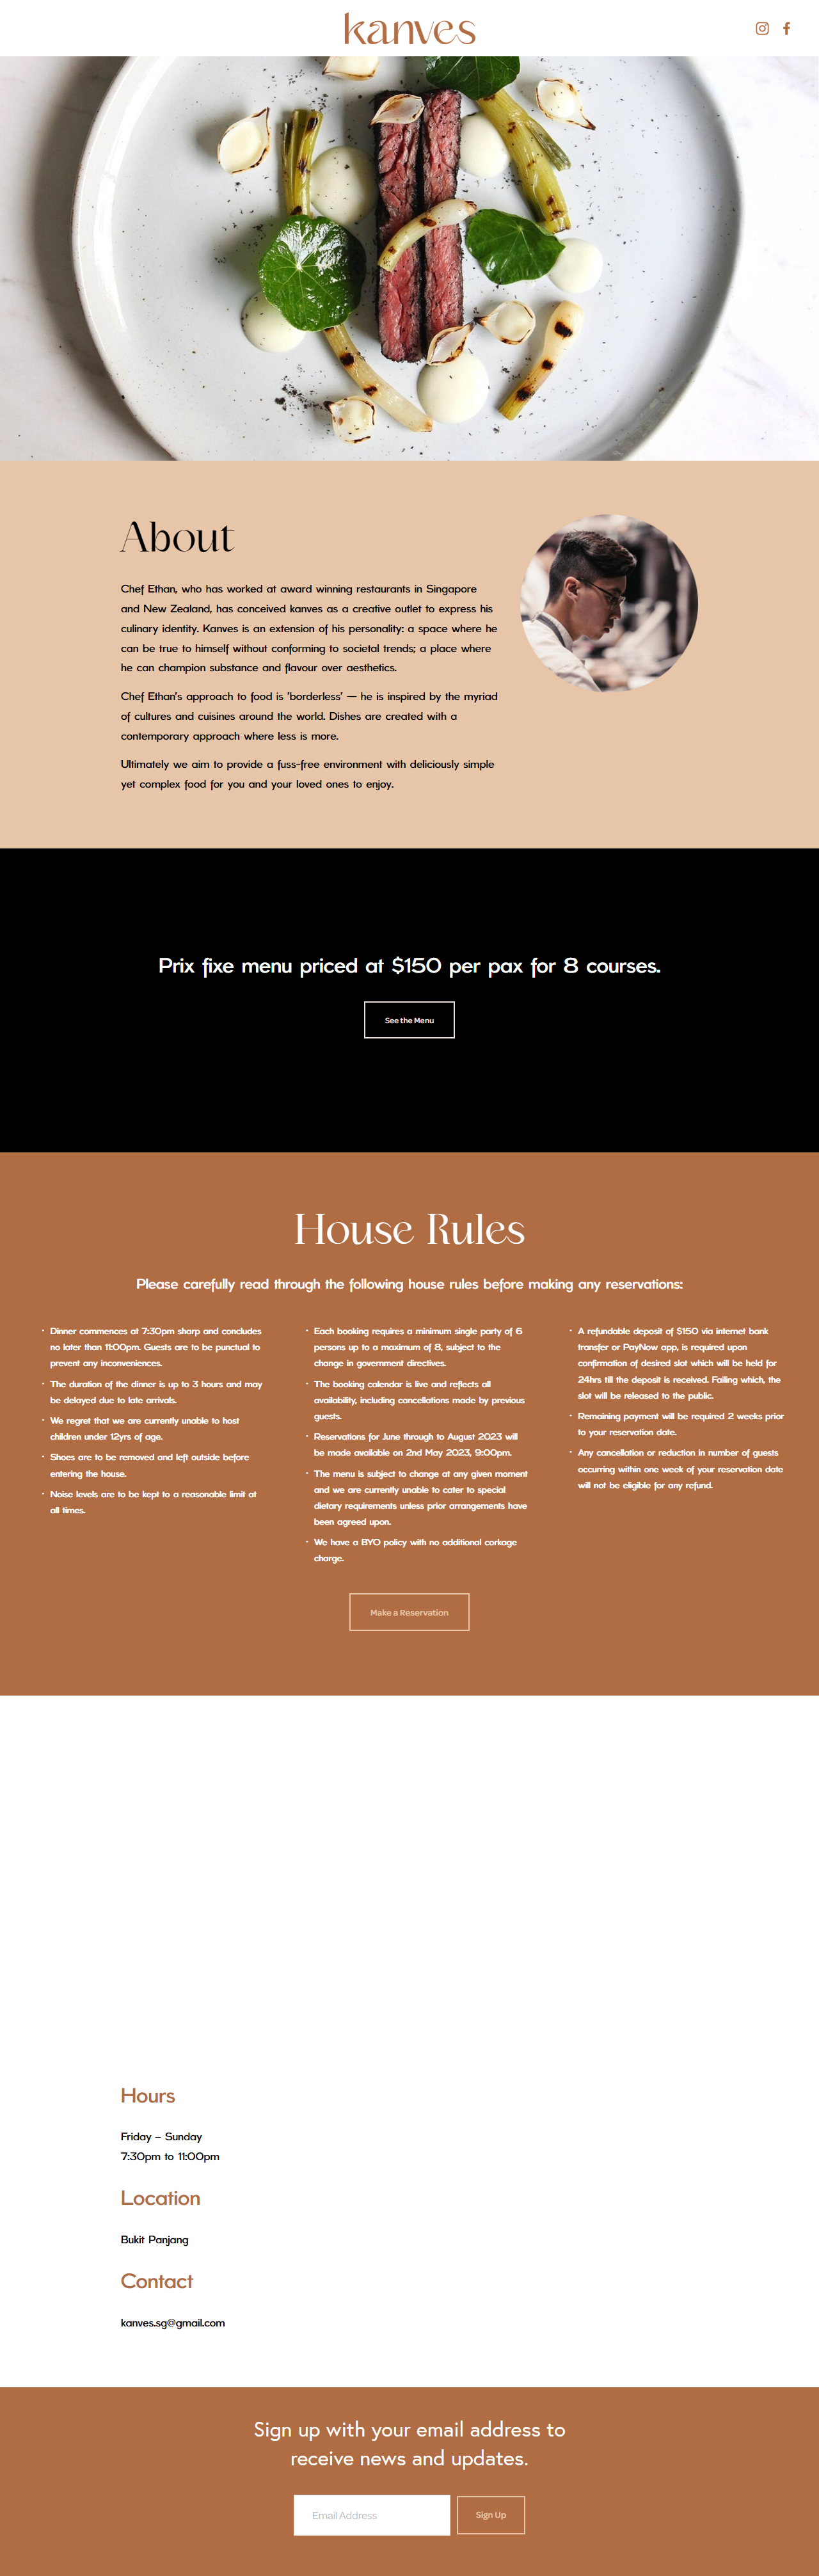 kanves
About
Chef Ethan, who has worked at award winning restaurants in Singapore
and New Zealand, has conceived kanves as a creative outlet to express his
culinary identity. Kanves is an extension of his personality: a space where he
can be true to himself without conforming to societal trends; a place where
he can champion substance and flavour over aesthetics.
Chef Ethan's approach to food is 'borderless' — he is inspired by the myriad
of cultures and cuisines around the world. Dishes are created with a
contemporary approach where less is more.
Ultimately we aim to provide a fuss-free environment with deliciously simple
yet complex food for you and your loved ones to enjoy.
Prix fixe menu priced at $150 per pax for 8 courses.
See the Menu
House Rules
Please carefully read through the following house rules before making any reservations:
• Dinner commences at 7:30pm sharp and concludes
no later than 11:00pm. Guests are to be punctual to
prevent any inconveniences.
• The duration of the dinner is up to 3 hours and may
be delayed due to late arrivals.
• We regret that we are currently unable to host
children under 12yrs of age.
• Shoes are to be removed and left outside before
entering the house.
• Noise levels are to be kept to a reasonable limit at
all times.
• Each booking requires a minimum single party of 6
persons up to a maximum of 8, subject to the
change in government directives.
• The booking calendar is live and reflects all
availability, including cancellations made by previous
guests.
• Reservations for June through to August 2023 will
be made available on 2nd May 2023, 9:00pm.
• The menu is subject to change at any given moment
and we are currently unable to cater to special
dietary requirements unless prior arrangements have
been agreed upon.
• We have a BYO policy with no additional corkage
charge.
• A refundable deposit of $150 via internet bank
transfer or PayNow app, is required upon
confirmation of desired slot which will be held for
24hrs till the deposit is received. Failing which, the
slot will be released to the public.
• Remaining payment will be required 2 weeks prior
to your reservation date.
• Any cancellation or reduction in number of guests
occurring within one week of your reservation date
will not be eligible for any refund.
Make a Reservation
Hours
Friday – Sunday
7:30pm to 11:00pm
Location
Bukit Panjang
Contact
kanves.sg@gmail.com
Sign up with your email address to
receive news and updates.
Email Address
Sign Up